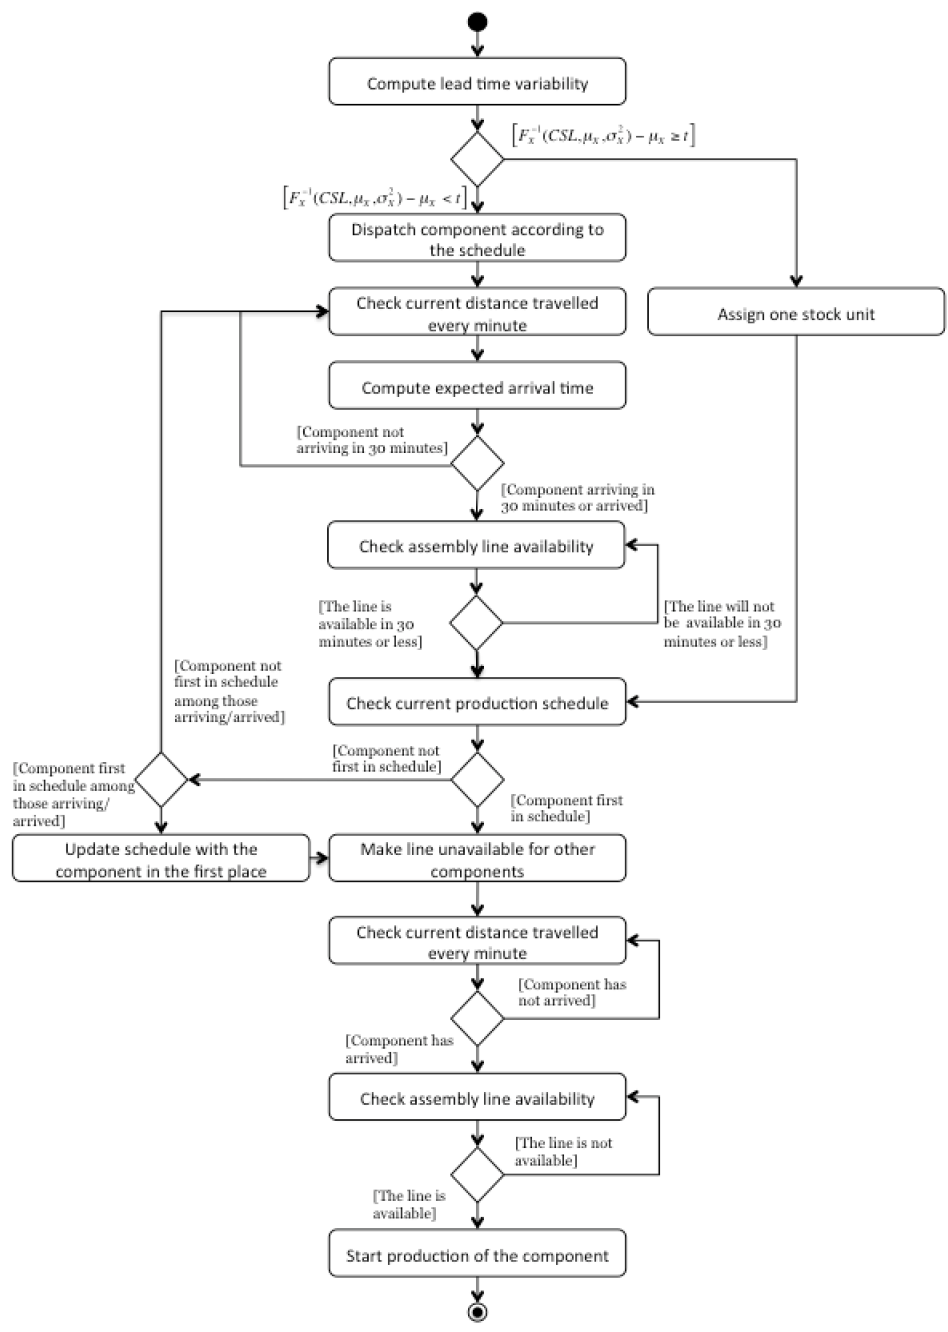 Compute lead time variability
[F_x^{-1}(CSL,μ_x,σ_x^2) − μ_x ≥ t]
[F_x^{-1}(CSL,μ_x,σ_x^2) − μ_x < t]
Dispatch component according to
the schedule
Check current distance travelled
every minute
Assign one stock unit
Compute expected arrival time
[Component not
arriving in 30 minutes]
[Component arriving in
30 minutes or arrived]
Check assembly line availability
[The line is
available in 30
minutes or less]
[The line will not
be available in 30
minutes or less]
[Component not
first in schedule
among those
arriving/arrived]
Check current production schedule
[Component not
first in schedule]
[Component first
in schedule among
those arriving/
arrived]
[Component first
in schedule]
Update schedule with the
component in the first place
Make line unavailable for other
components
Check current distance travelled
every minute
[Component has
not arrived]
[Component has
arrived]
Check assembly line availability
[The line is not
available]
[The line is
available]
Start production of the component